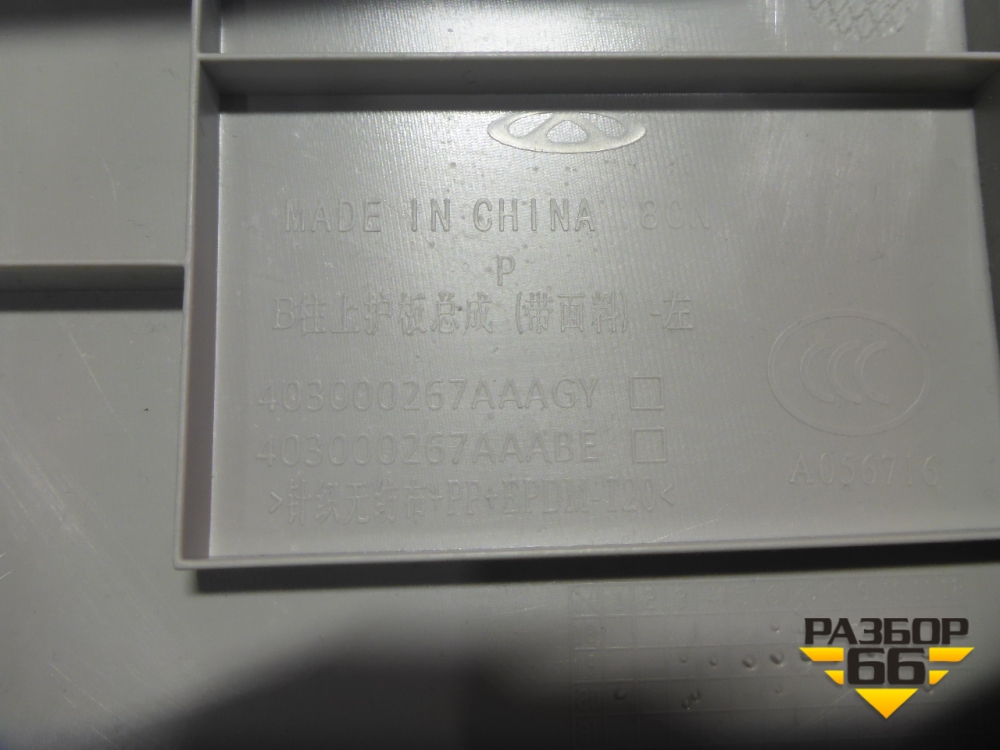 MADE IN CHINA
P
B柱上护板总成 (带面料) -左
403000267AAAGY
403000267AAABE
>针织无纺布+PP+EPDM-T20<
CCC
A056716
РАЗБОР
66